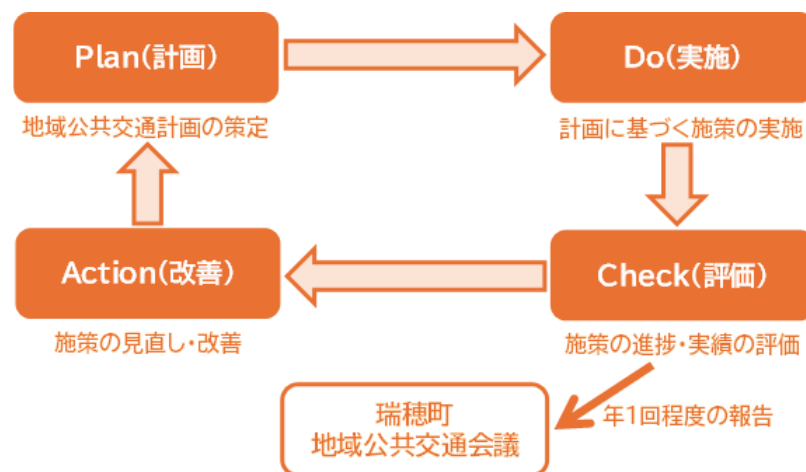 Plan(計画)
地域公共交通計画の策定
Do(実施)
計画に基づく施策の実施
Action(改善)
施策の見直し・改善
Check(評価)
施策の進捗・実績の評価
年1回程度の報告
瑞穂町
地域公共交通会議